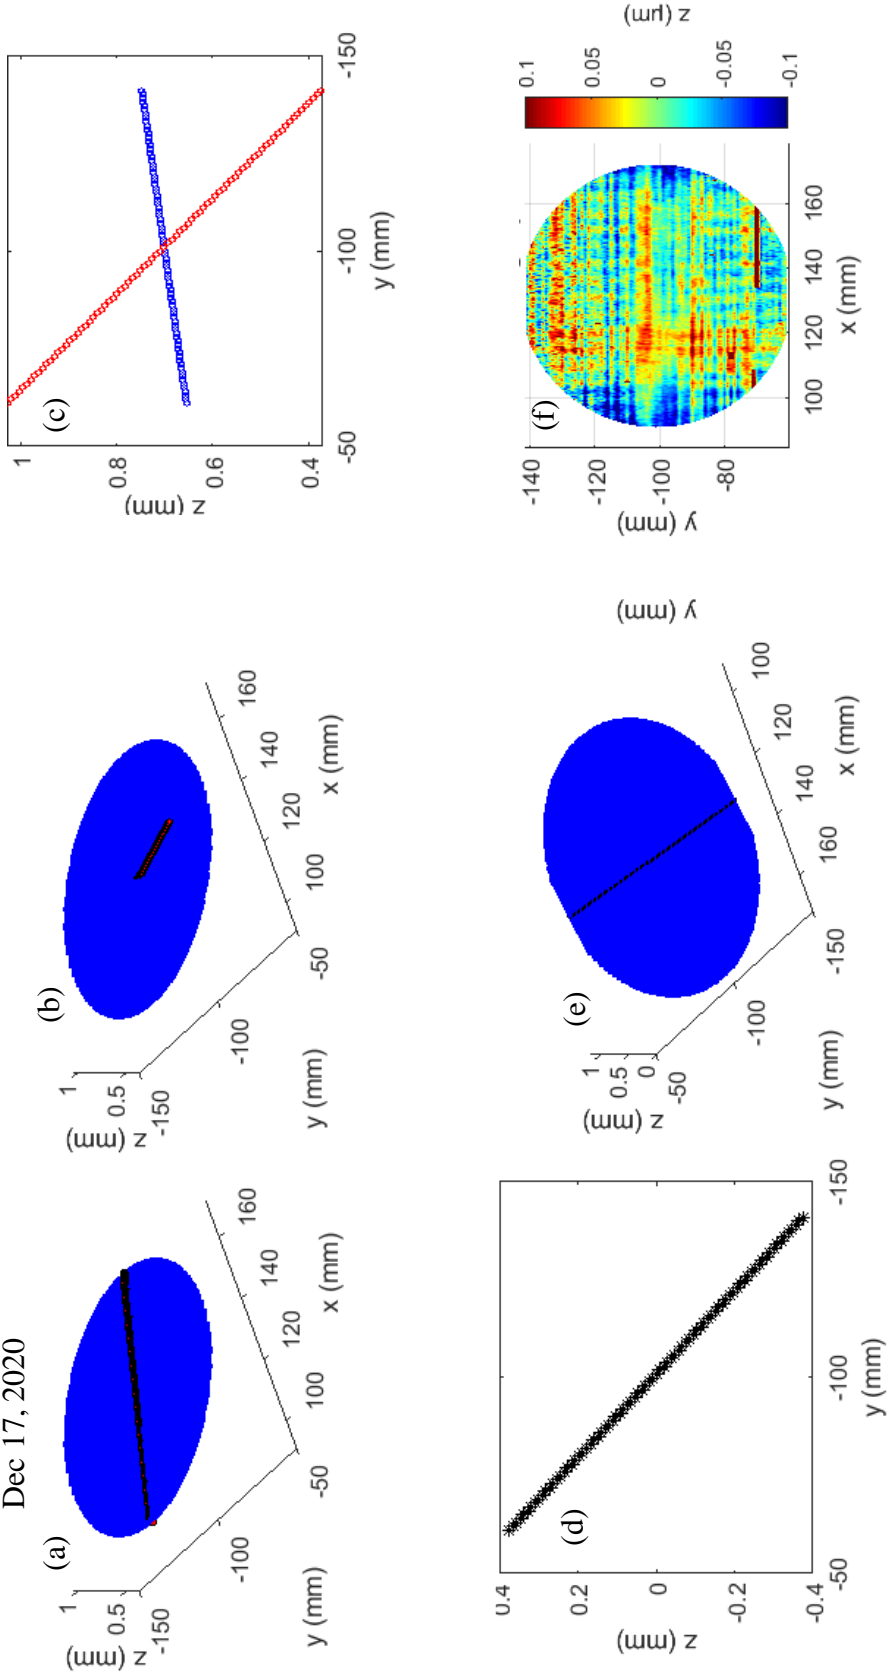 Dec 17, 2020
(a)
1
0.5
z (mm)
-150
-100
-50
y (mm)
100
120
140
160
x (mm)
(b)
1
0.5
z (mm)
-150
-100
-50
y (mm)
100
120
140
160
x (mm)
(c)
1
0.8
0.6
0.4
z (mm)
-50
-100
-150
y (mm)
(d)
0.4
0.2
0
-0.2
-0.4
z (mm)
-50
-100
-150
y (mm)
(e)
1
0.5
0
z (mm)
-50
-100
-150
y (mm)
160
140
120
100
x (mm)
y (mm)
(f)
-140
-120
-100
-80
y (mm)
100
120
140
160
x (mm)
0.1
0.05
0
-0.05
-0.1
z (μm)